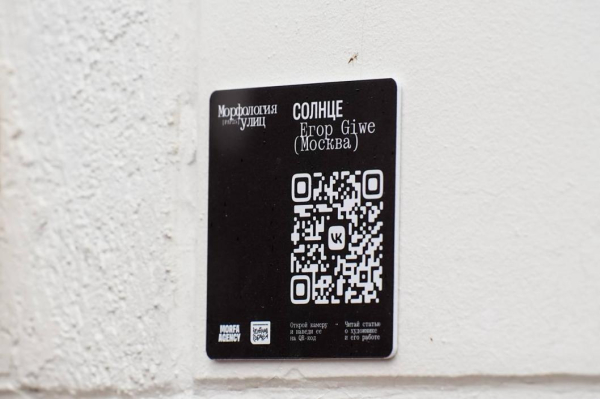 Морфология
улиц
СОЛНЦЕ
Егор Giwe
(Москва)
VK
MORFA
AGENCY
Открой камеру
и наведи ее
на QR-код
→ Читай статью
о художнике
и его работе